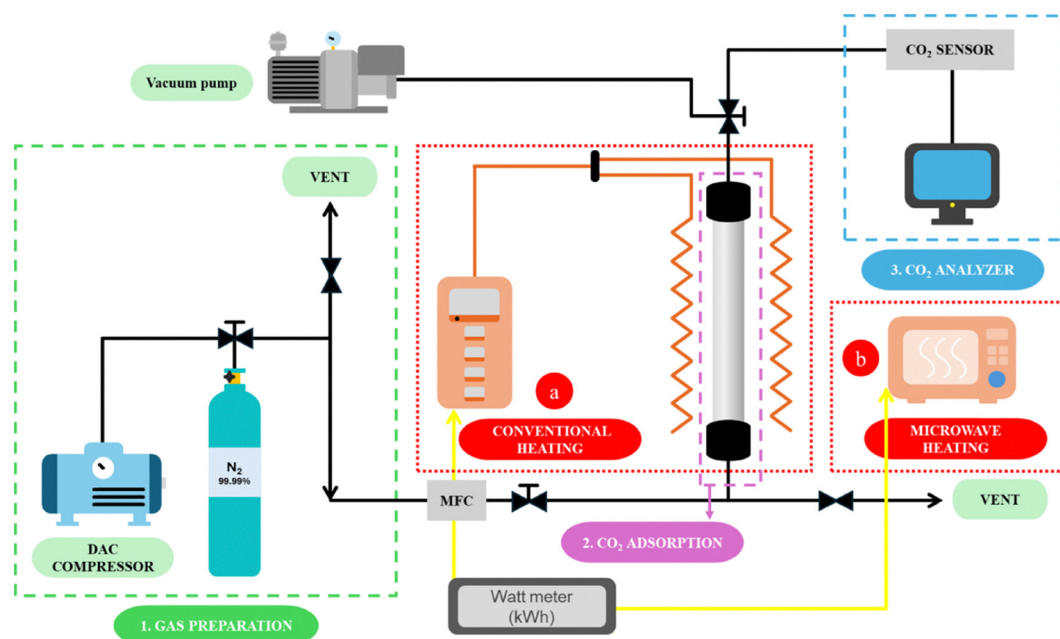 Vacuum pump
CO₂ SENSOR
VENT
3. CO₂ ANALYZER
a
b
CONVENTIONAL
HEATING
MICROWAVE
HEATING
N₂
99.99%
MFC
VENT
DAC
COMPRESSOR
2. CO₂ ADSORPTION
Watt meter
(kWh)
1. GAS PREPARATION